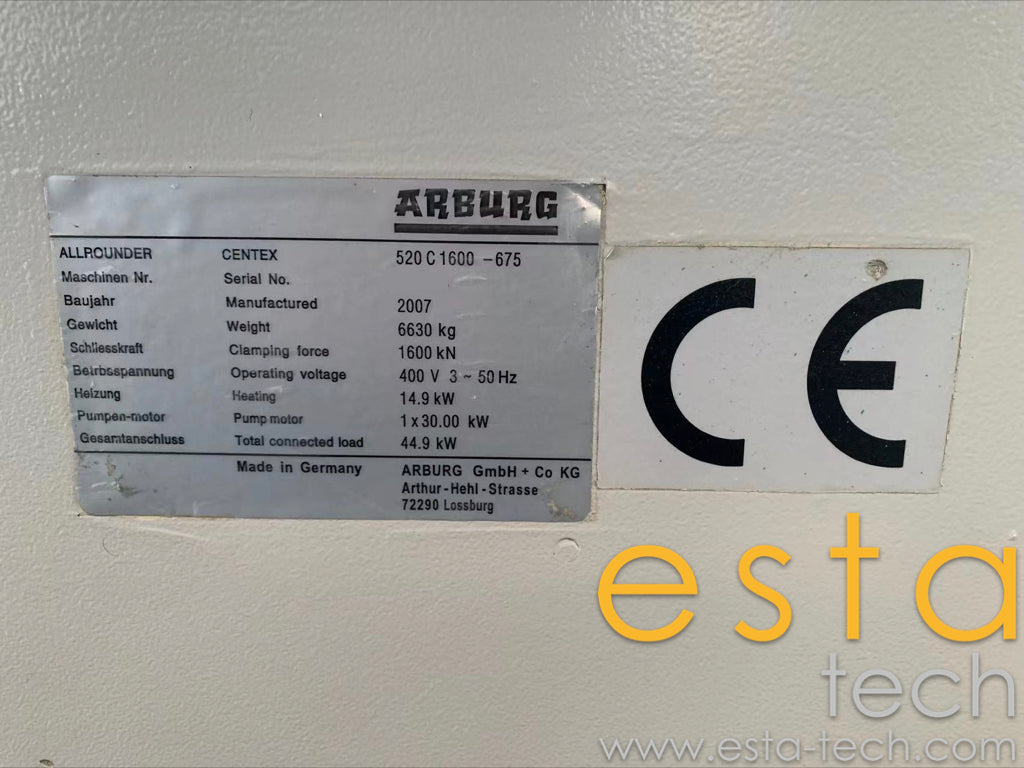 ARBURG
ALLROUNDER CENTEX 520 C 1600 -675
Maschinen Nr. Serial No.
Baujahr Manufactured 2007
Gewicht Weight 6630 kg
Schliesskraft Clamping force 1600 kN
Betrbsspannung Operating voltage 400 V 3 ~ 50 Hz
Heizung Heating 14.9 kW
Pumpen-motor Pump motor 1 x 30.00 kW
Gesamtanschluss Total connected load 44.9 kW
Made in Germany ARBURG GmbH + Co KG
Arthur - Hehl - Strasse
72290 Lossburg
CE
esta
tech
www.esta-tech.com